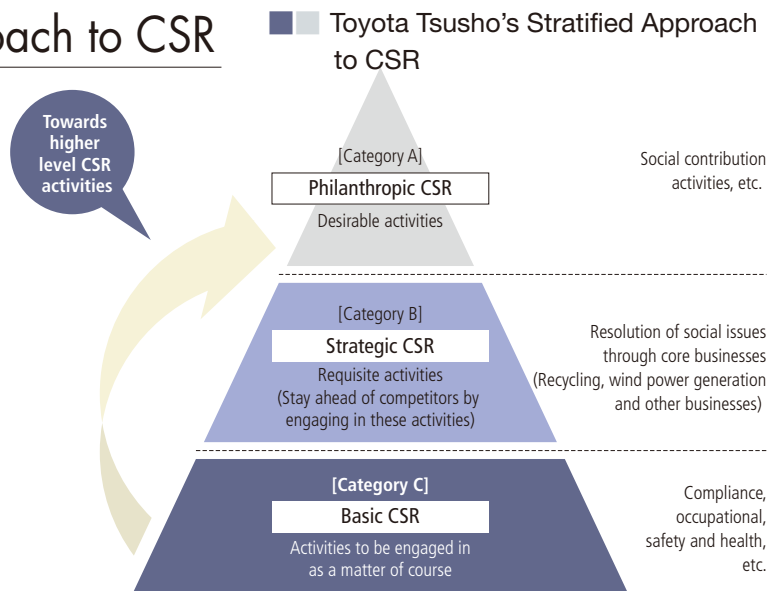 oach to CSR
Toyota Tsusho’s Stratified Approach
to CSR
Towards
higher
level CSR
activities
[Category A]
Philanthropic CSR
Desirable activities
Social contribution
activities, etc.
[Category B]
Strategic CSR
Requisite activities
(Stay ahead of competitors by
engaging in these activities)
Resolution of social issues
through core businesses
(Recycling, wind power generation
and other businesses)
[Category C]
Basic CSR
Activities to be engaged in
as a matter of course
Compliance,
occupational,
safety and health,
etc.